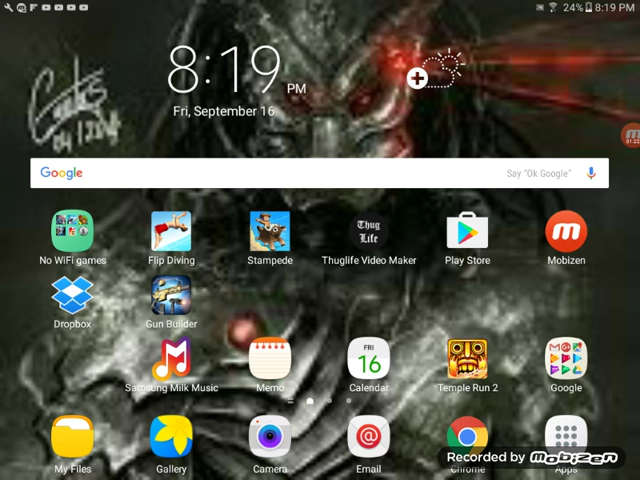 24% 8:19 PM
8:19 PM
Fri, September 16
01:22
Google Say "Ok Google"
Thug
Life
No WiFi games Flip Diving Stampede Thuglife Video Maker Play Store Mobizen
Dropbox Gun Builder
FRI
16
Samsung Milk Music Memo Calendar Temple Run 2 Google
My Files Gallery Camera Email Chrome Apps
Recorded by Mobizen